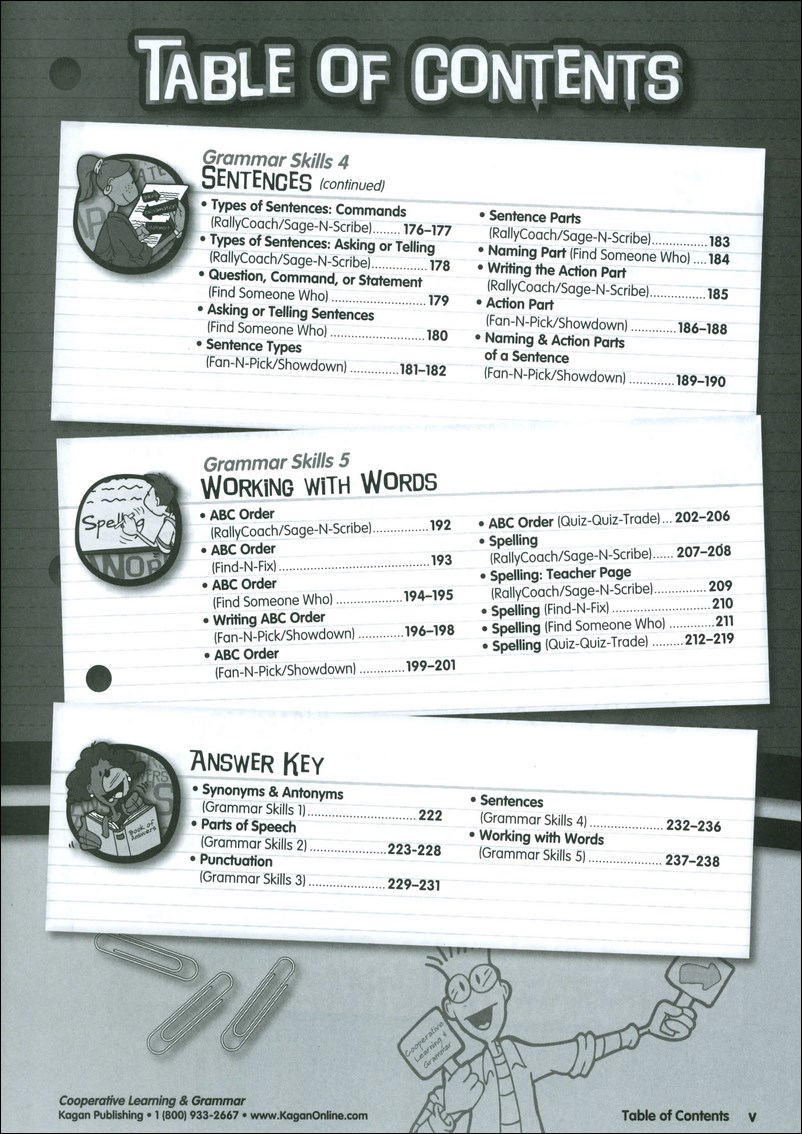 TABLE OF CONTENTS
Grammar Skills 4
SENTENCES (continued)
• Types of Sentences: Commands
(RallyCoach/Sage-N-Scribe)........ 176–177
• Types of Sentences: Asking or Telling
(RallyCoach/Sage-N-Scribe)..................... 178
• Question, Command, or Statement
(Find Someone Who) ............................... 179
• Asking or Telling Sentences
(Find Someone Who) ............................... 180
• Sentence Types
(Fan-N-Pick/Showdown) ................ 181–182
• Sentence Parts
(RallyCoach/Sage-N-Scribe)..................... 183
• Naming Part (Find Someone Who) .... 184
• Writing the Action Part
(RallyCoach/Sage-N-Scribe)..................... 185
• Action Part
(Fan-N-Pick/Showdown) ............... 186–188
• Naming & Action Parts
of a Sentence
(Fan-N-Pick/Showdown) ............... 189–190
Spell
Grammar Skills 5
WORKING WITH WORDS
• ABC Order
(RallyCoach/Sage-N-Scribe)................... 192
• ABC Order
(Find-N-Fix) ................................................ 193
• ABC Order
(Find Someone Who) ..................... 194–195
• Writing ABC Order
(Fan-N-Pick/Showdown) ............... 196–198
• ABC Order
(Fan-N-Pick/Showdown) ............... 199–201
• ABC Order (Quiz-Quiz-Trade) ... 202–206
• Spelling
(RallyCoach/Sage-N-Scribe)...... 207–208
• Spelling: Teacher Page
(RallyCoach/Sage-N-Scribe)..................... 209
• Spelling (Find-N-Fix) .............................. 210
• Spelling (Find Someone Who) ............ 211
• Spelling (Quiz-Quiz-Trade) .......... 212–219
Book of
Answers
ANSWER KEY
• Synonyms & Antonyms
(Grammar Skills 1).................................. 222
• Parts of Speech
(Grammar Skills 2) ............................ 223-228
• Punctuation
(Grammar Skills 3) ....................... 229–231
• Sentences
(Grammar Skills 4) ....................... 232–236
• Working with Words
(Grammar Skills 5) ....................... 237–238
Cooperative
Learning &
Grammar
Cooperative Learning & Grammar
Kagan Publishing • 1 (800) 933-2667 • www.KaganOnline.com
Table of Contents v